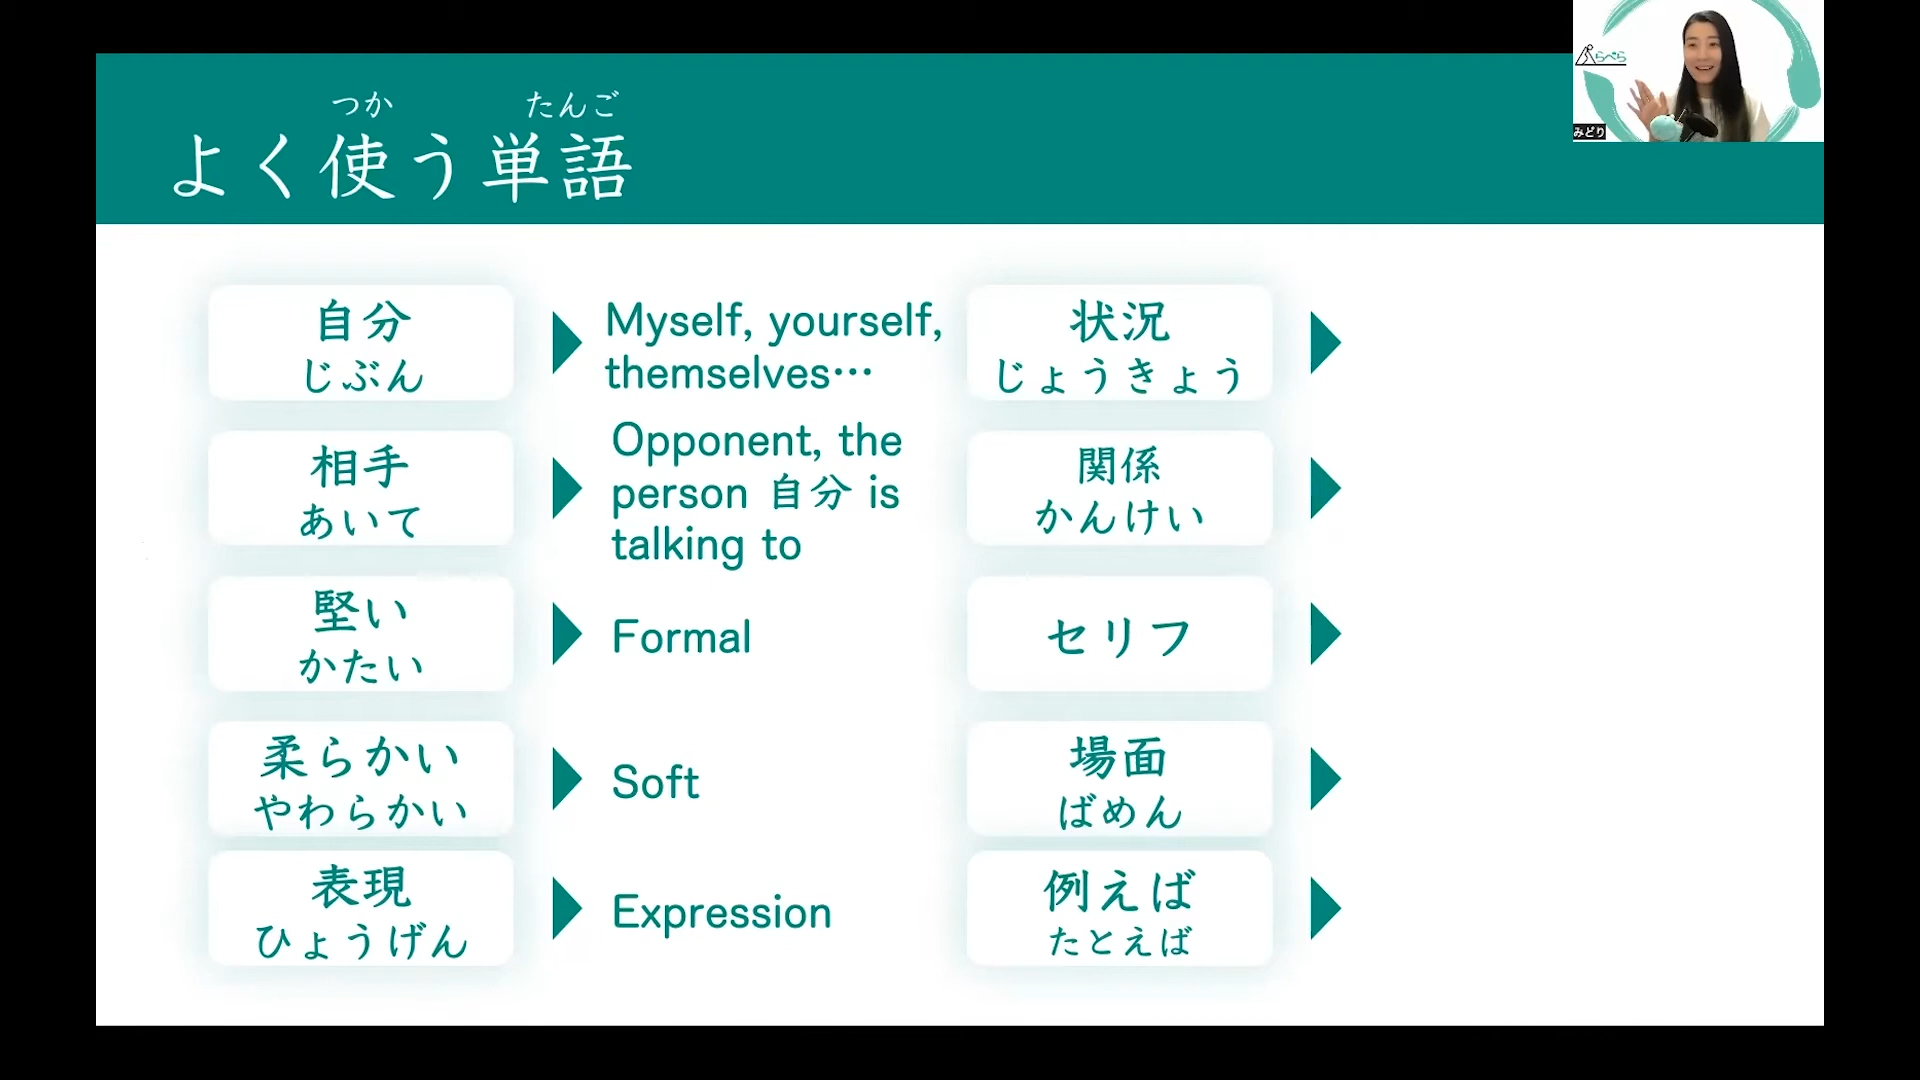 つか たんご
よく使う単語
らぺら
みどり
自分
じぶん
Myself, yourself,
themselves…
相手
あいて
Opponent, the
person 自分 is
talking to
堅い
かたい
Formal
柔らかい
やわらかい
Soft
表現
ひょうげん
Expression
状況
じょうきょう
関係
かんけい
セリフ
場面
ばめん
例えば
たとえば